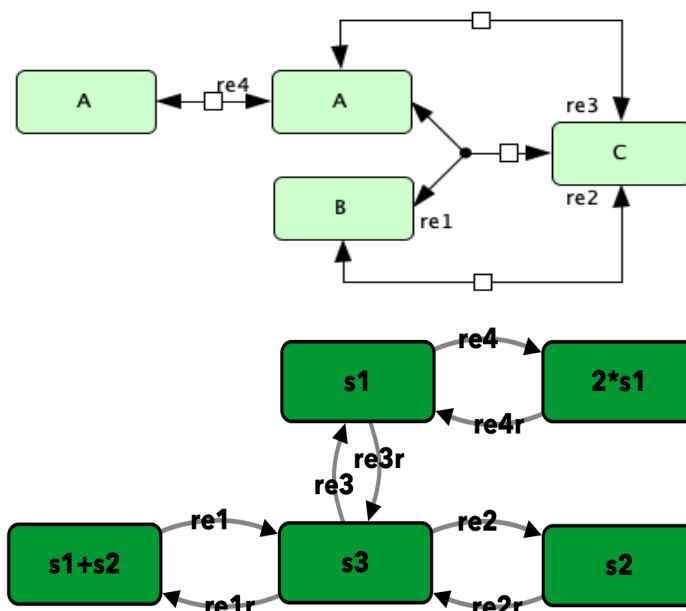 re4
A
A
re3
C
B
re2
re1
re4
s1
2*s1
re4r
re3r
re3
re1
re2
s1+s2
s3
s2
re1r
re2r